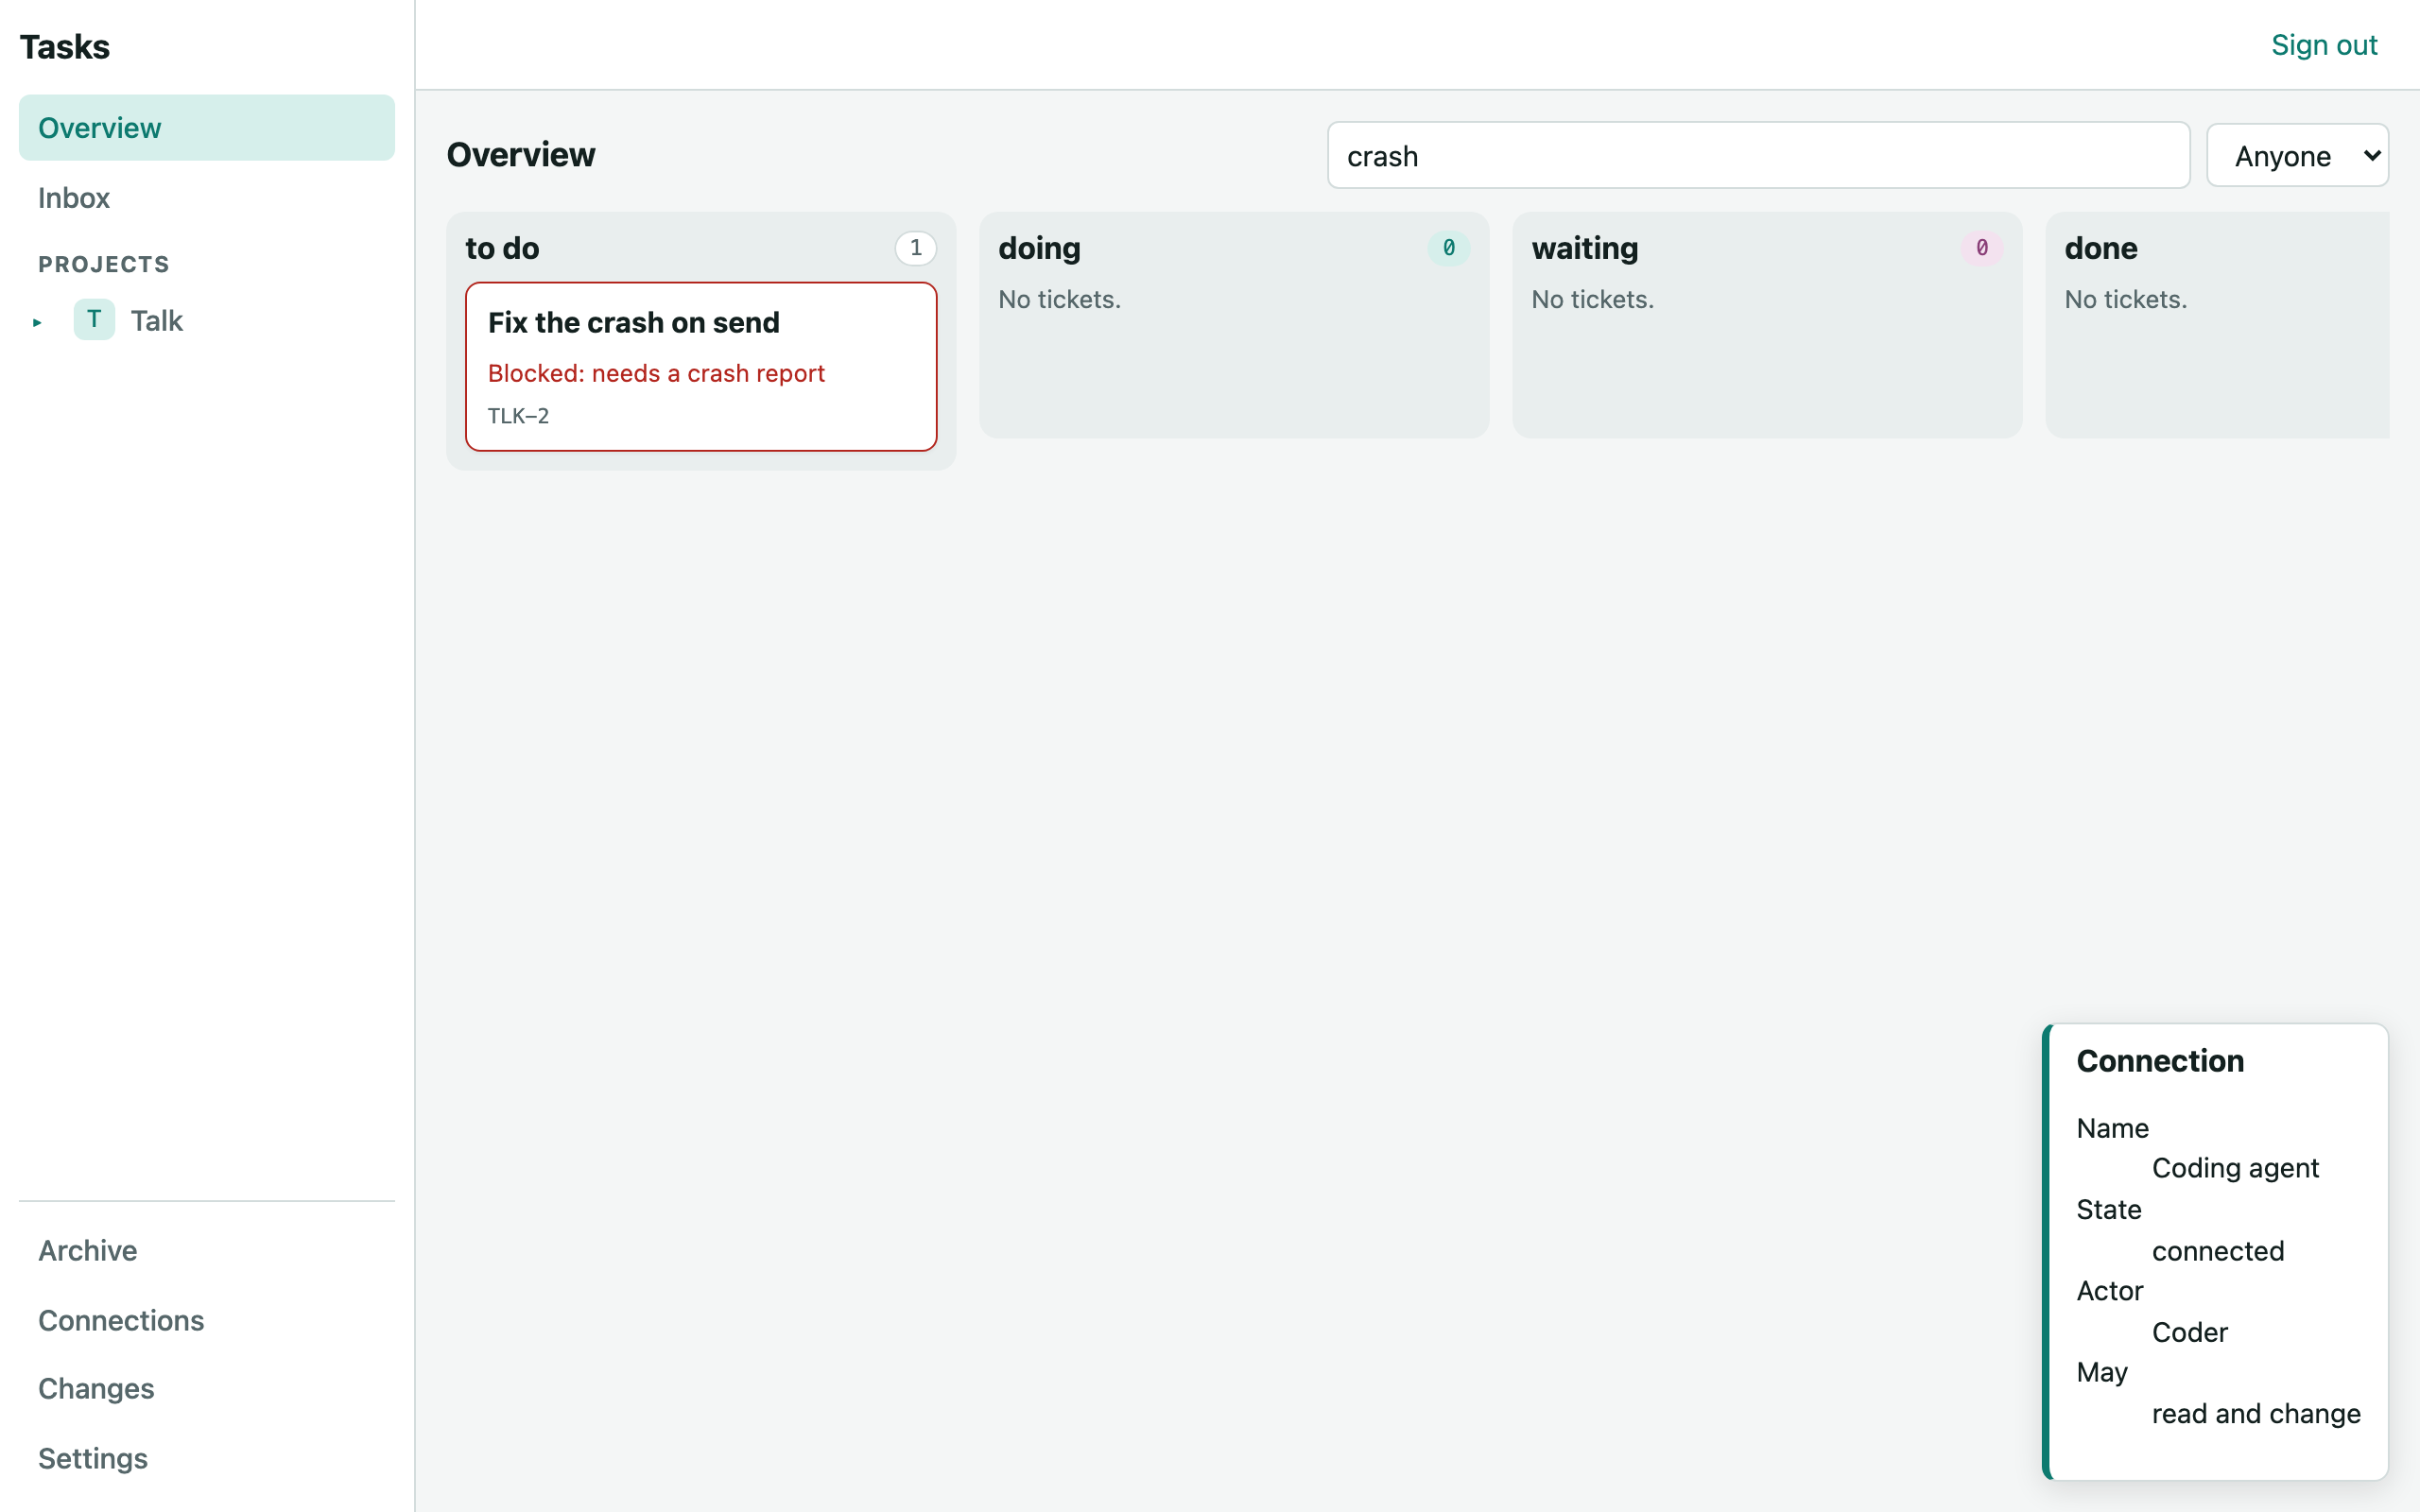 Tasks
Sign out
Overview
Inbox
PROJECTS
▸ T Talk
Archive
Connections
Changes
Settings
Overview
crash
Anyone
to do 1
Fix the crash on send
Blocked: needs a crash report
TLK–2
doing 0
No tickets.
waiting 0
No tickets.
done
No tickets.
Connection
Name
Coding agent
State
connected
Actor
Coder
May
read and change